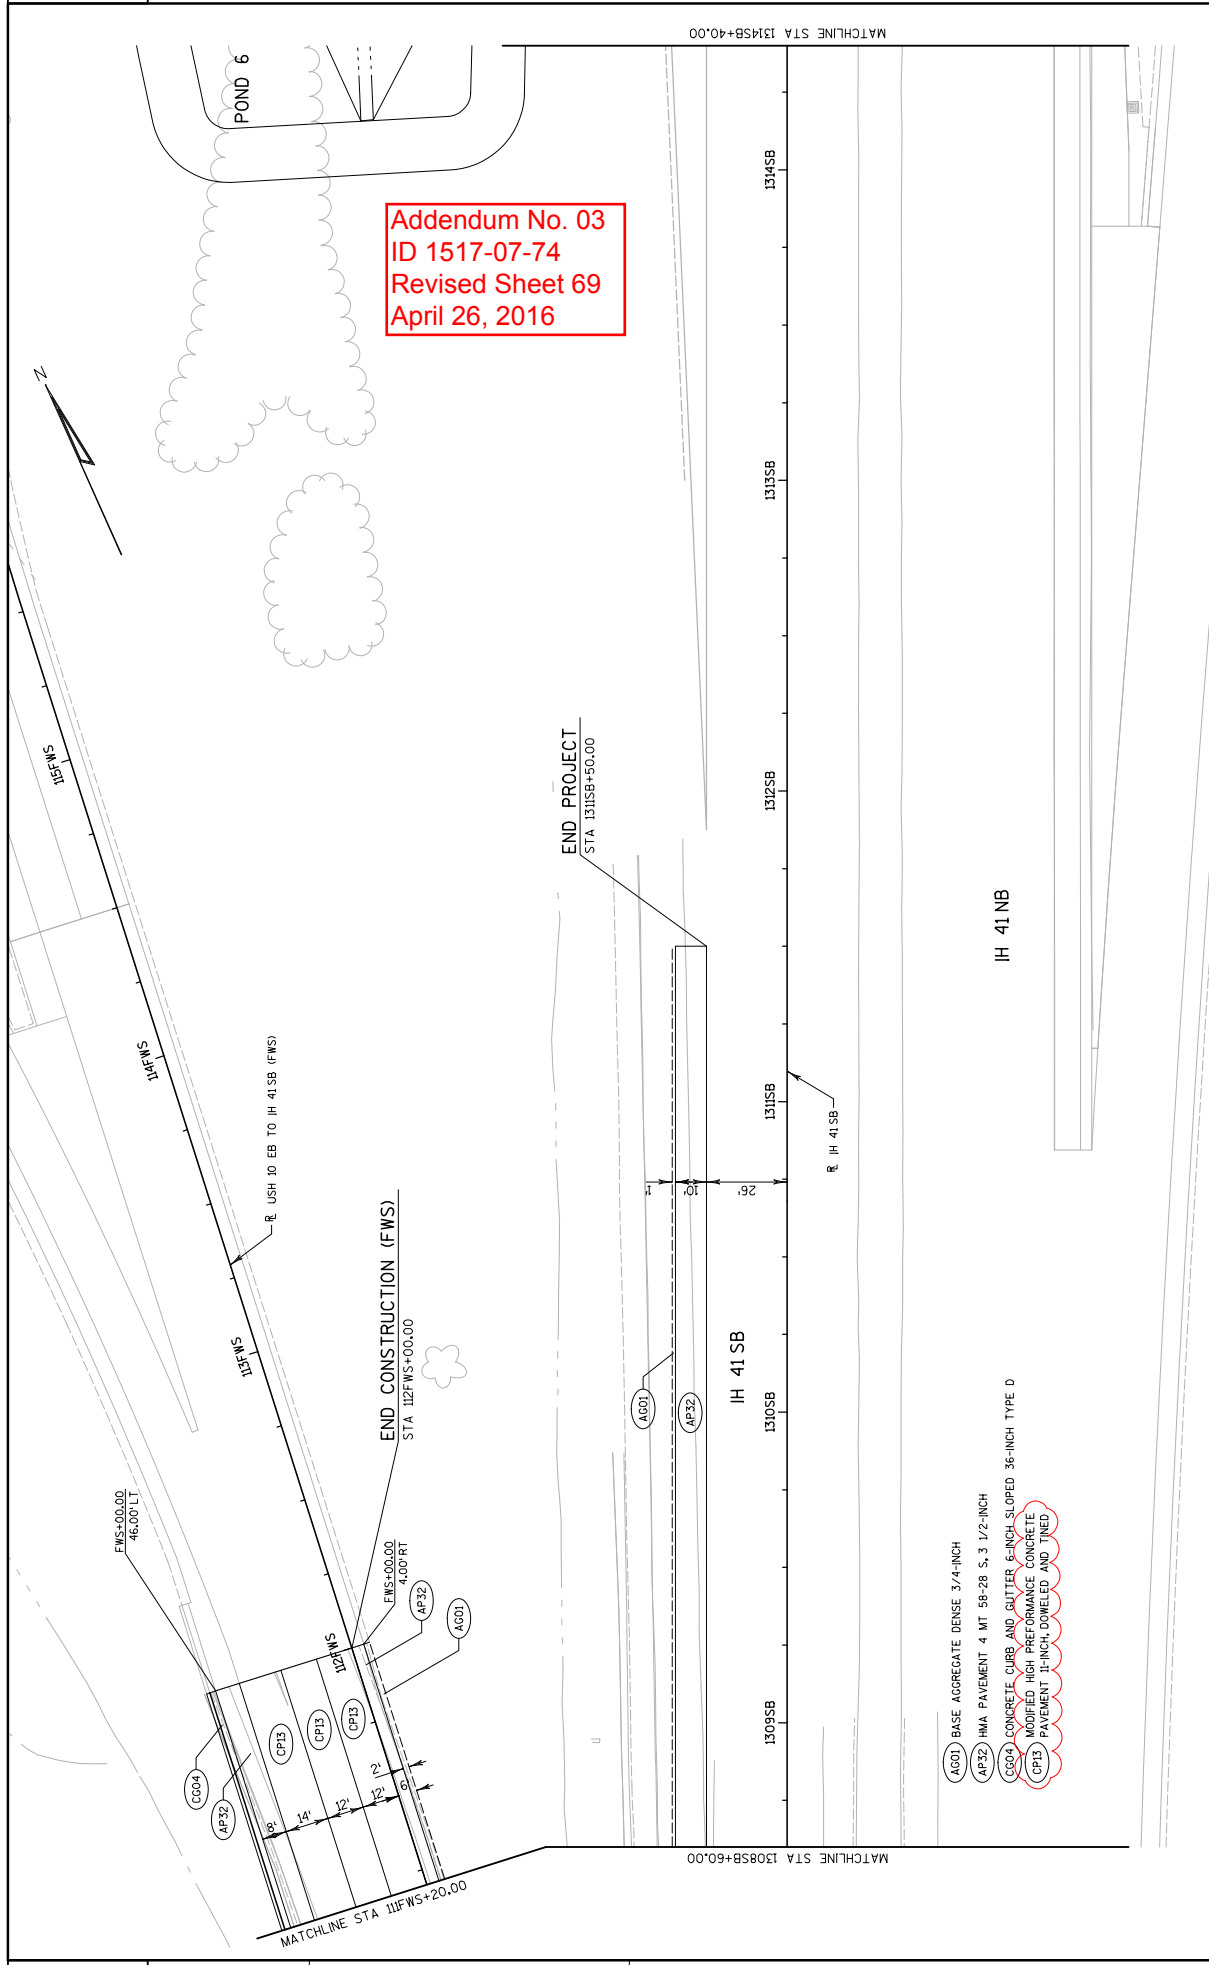 MATCHLINE STA 1314SB+40.00
POND 6
Addendum No. 03
ID 1517-07-74
Revised Sheet 69
April 26, 2016
N
1314SB
1313SB
1312SB
1311SB
1310SB
1309SB
115FWS
114FWS
113FWS
112FWS
END PROJECT
STA 1311SB+50.00
IH 41 NB
R USH 10 EB TO IH 41 SB (FWS)
R IH 41 SB
1'
10'
26'
END CONSTRUCTION (FWS)
STA 112FWS+00.00
IH 41 SB
AG01
AP32
FWS+00.00
46.00' LT
FWS+00.00
4.00' RT
AP32
AG01
CP13
CP13
CP13
CG04
AP32
8'
14'
12'
12'
2'
6'
MATCHLINE STA 111FWS+20.00
MATCHLINE STA 1308SB+60.00
AG01 BASE AGGREGATE DENSE 3/4-INCH
AP32 HMA PAVEMENT 4 MT 58-28 S, 3 1/2-INCH
CG04 CONCRETE CURB AND GUTTER 6-INCH SLOPED 36-INCH TYPE D
CP13 MODIFIED HIGH PREFORMANCE CONCRETE
PAVEMENT 11-INCH, DOWELED AND TINED